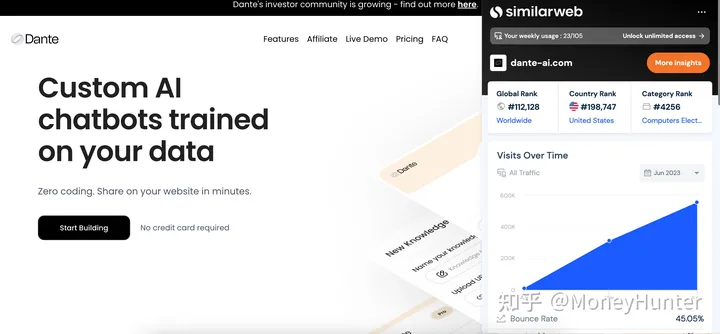 Dante's investor community is growing - find out more here.
Dante
Features Affiliate Live Demo Pricing FAQ
Custom AI
chatbots trained
on your data
Zero coding. Share on your website in minutes.
Start Building
No credit card required
Dante
New Knowledge
Name your knowled
Knowledge
Upload
Pro
similarweb
Your weekly usage : 23/105
Unlock unlimited access
dante-ai.com
More insights
Global Rank
#112,128
Worldwide
Country Rank
#198,747
United States
Category Rank
#4256
Computers Elect...
Visits Over Time
All Traffic
Jun 2023
600K
400K
200K
0
Bounce Rate
45.05%
知乎 @MoneyHunter